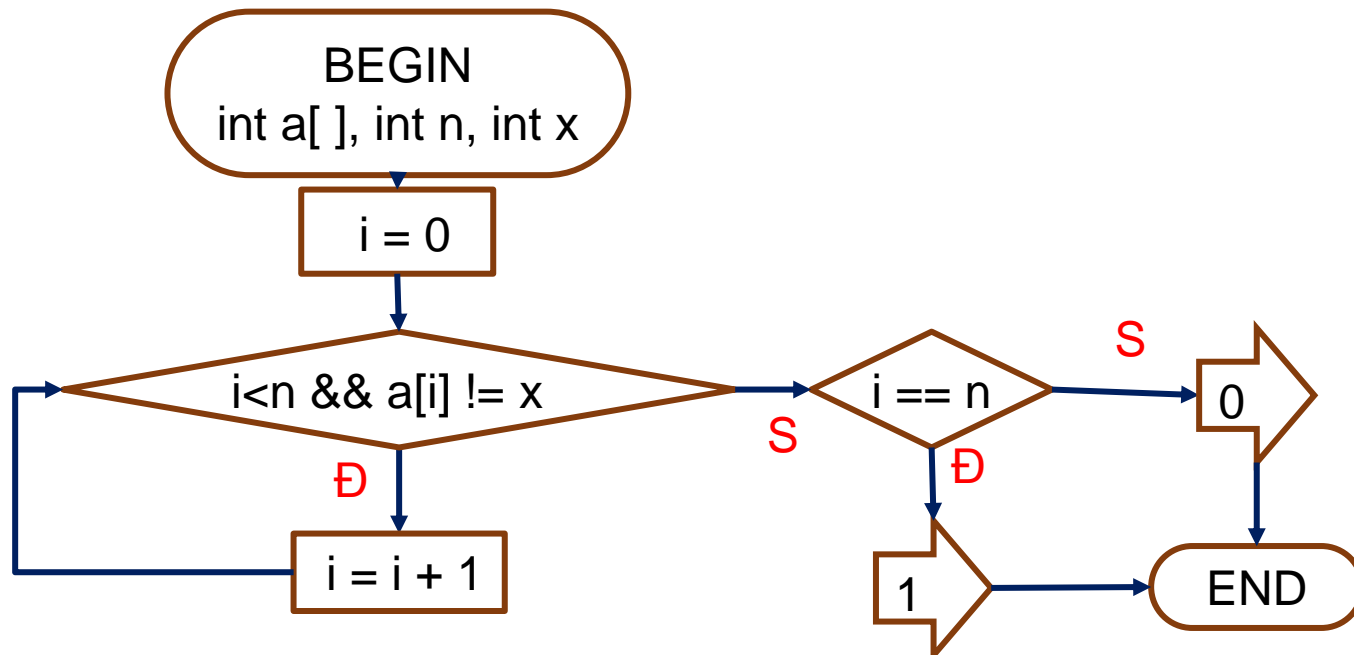 BEGIN
int a[ ], int n, int x
i = 0
i<n && a[i] != x
S
Đ
i = i + 1
i == n
S
0
Đ
1
END